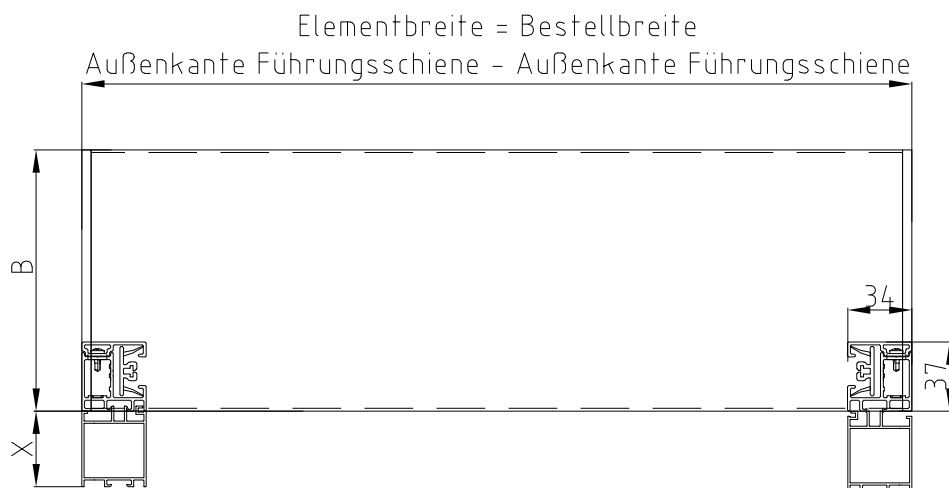 Elementbreite = Bestellbreite
Außenkante Führungsschiene - Außenkante Führungsschiene
B
34
37
X